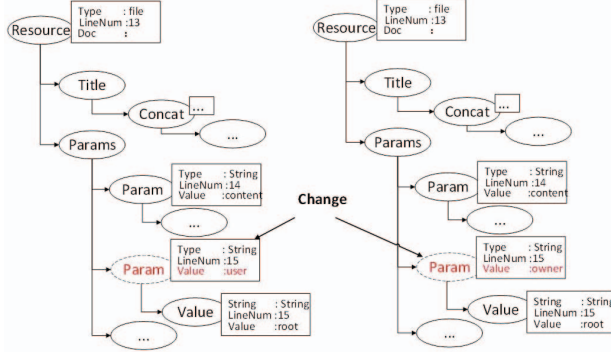 Resource
Type : file
LineNum :13
Doc :
Title
Concat
...
...
Params
Param
Type : String
LineNum :14
Value :content
...
Param
Type : String
LineNum :15
Value :user
Value
String : String
LineNum :15
Value :root
...
Change
Resource
Type : file
LineNum :13
Doc :
Title
Concat
...
...
Params
Param
Type : String
LineNum :14
Value :content
...
Param
Type : String
LineNum :15
Value :owner
Value
String : String
LineNum :15
Value :root
...